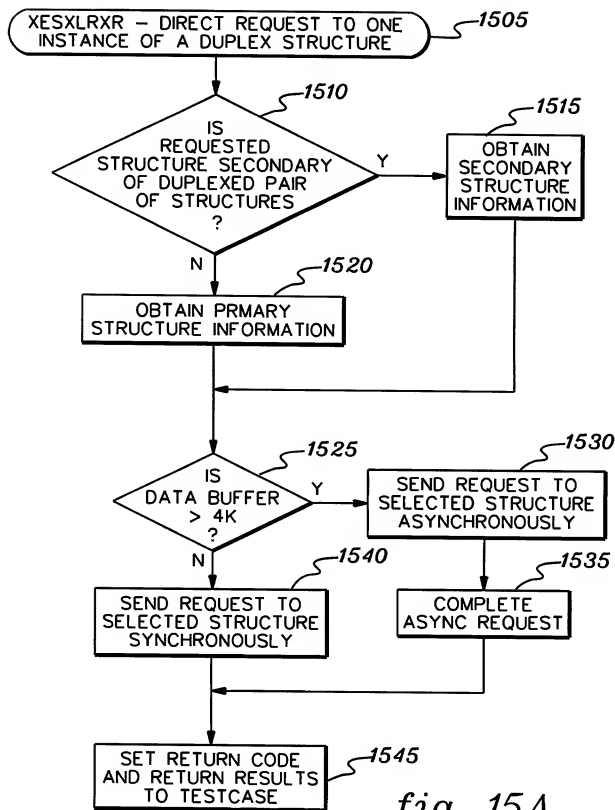 XESXLRXR – DIRECT REQUEST TO ONE
INSTANCE OF A DUPLEX STRUCTURE
1505
1510
IS
REQUESTED
STRUCTURE SECONDARY
OF DUPLEXED PAIR
OF STRUCTURES
?
Y
N
1515
OBTAIN
SECONDARY
STRUCTURE
INFORMATION
1520
OBTAIN PRMARY
STRUCTURE INFORMATION
1525
IS
DATA BUFFER
> 4K
?
Y
N
1530
SEND REQUEST TO
SELECTED STRUCTURE
ASYNCHRONOUSLY
1535
COMPLETE
ASYNC REQUEST
1540
SEND REQUEST TO
SELECTED STRUCTURE
SYNCHRONOUSLY
1545
SET RETURN CODE
AND RETURN RESULTS
TO TESTCASE
fig. 15A